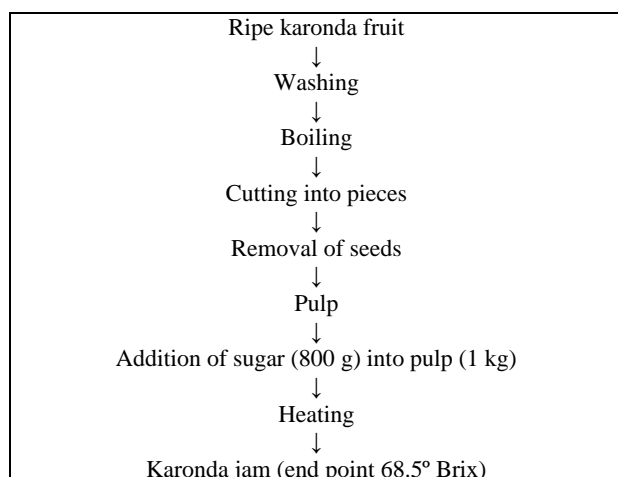 Ripe karonda fruit
↓
Washing
↓
Boiling
↓
Cutting into pieces
↓
Removal of seeds
↓
Pulp
↓
Addition of sugar (800 g) into pulp (1 kg)
↓
Heating
↓
Karonda jam (end point 68.5º Brix)